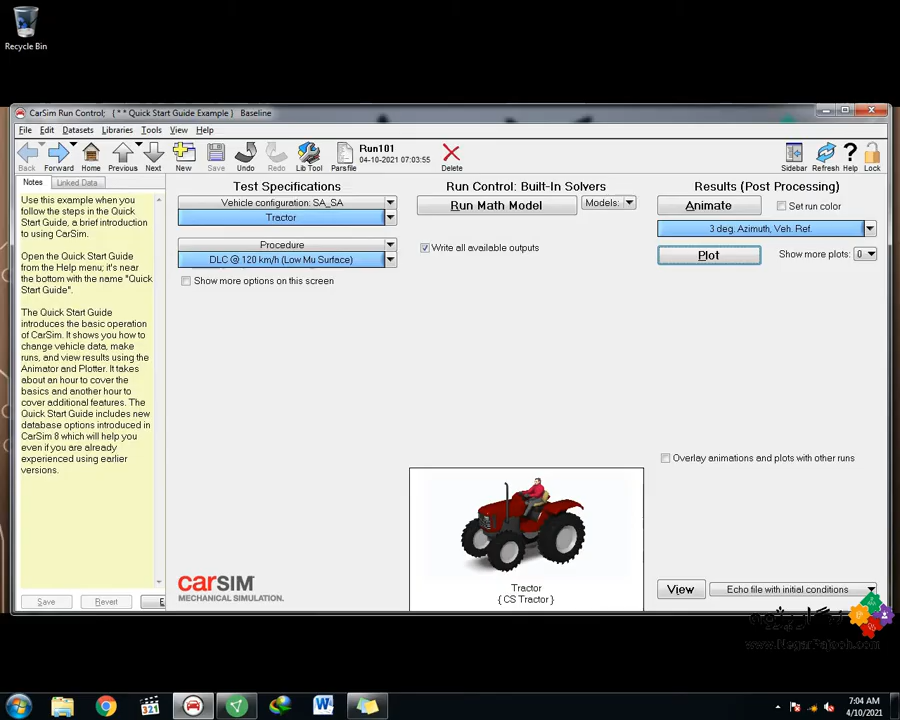 Recycle Bin
CarSim Run Control; { * * Quick Start Guide Example } Baseline
File Edit Datasets Libraries Tools View Help
Back Forward Home Previous Next New Save Undo Redo Lib Tool Parsfile
Run101
04-10-2021 07:03:55
Delete Sidebar Refresh Help Lock
Notes Linked Data
Use this example when you
follow the steps in the Quick
Start Guide, a brief introduction
to using CarSim.
Open the Quick Start Guide
from the Help menu; it's near
the bottom with the name "Quick
Start Guide".
The Quick Start Guide
introduces the basic operation
of CarSim. It shows you how to
change vehicle data, make
runs, and view results using the
Animator and Plotter. It takes
about an hour to cover the
basics and another hour to
cover additional features. The
Quick Start Guide includes new
database options introduced in
CarSim 8 which will help you
even if you are already
experienced using earlier
versions.
Save Revert E
Test Specifications
Vehicle configuration: SA_SA
Tractor
Procedure
DLC @ 120 km/h (Low Mu Surface)
Show more options on this screen
carSIM
MECHANICAL SIMULATION.
Run Control: Built-In Solvers
Run Math Model Models:
Write all available outputs
Tractor
{ CS Tractor }
Results (Post Processing)
Animate Set run color
3 deg. Azimuth, Veh. Ref.
Plot Show more plots: 0
Overlay animations and plots with other runs
View Echo file with initial conditions
نگار پژوه
www.NegarPajooh.com
7:04 AM
4/10/2021